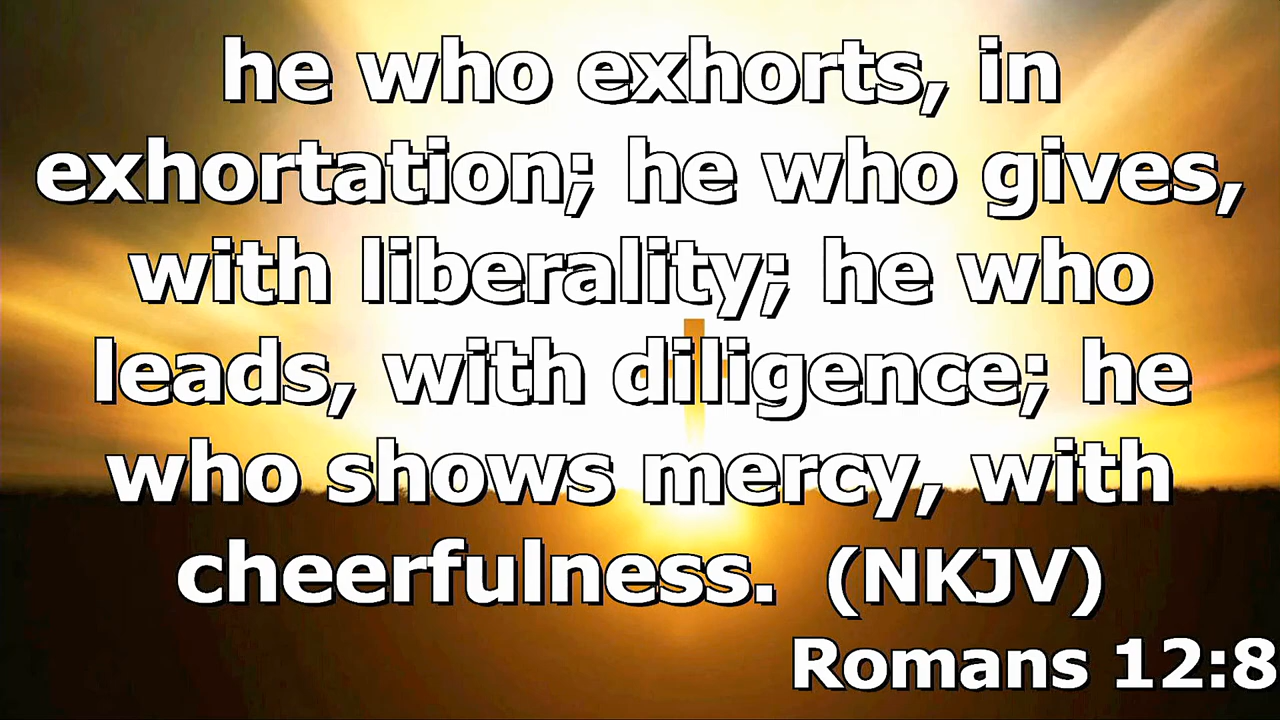 he who exhorts, in
exhortation; he who gives,
with liberality; he who
leads, with diligence; he
who shows mercy, with
cheerfulness. (NKJV)
Romans 12:8